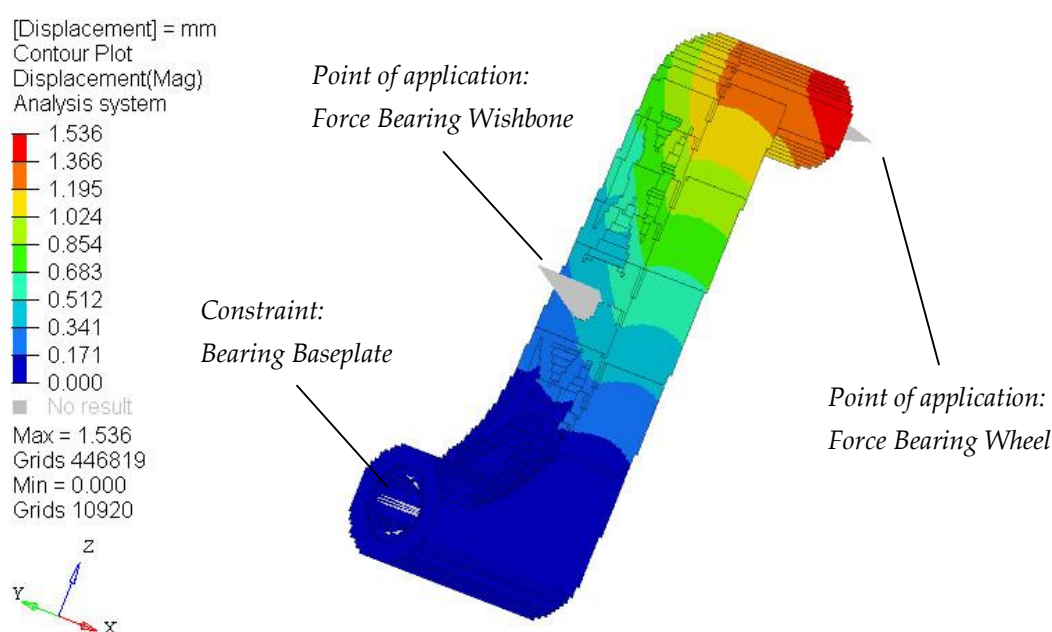 [Displacement] = mm
Contour Plot
Displacement(Mag)
Analysis system
1.536
1.366
1.195
1.024
0.854
0.683
0.512
0.341
0.171
0.000
No result
Max = 1.536
Grids 446819
Min = 0.000
Grids 10920
Z
Y
X
Point of application:
Force Bearing Wishbone
Constraint:
Bearing Baseplate
Point of application:
Force Bearing Wheel